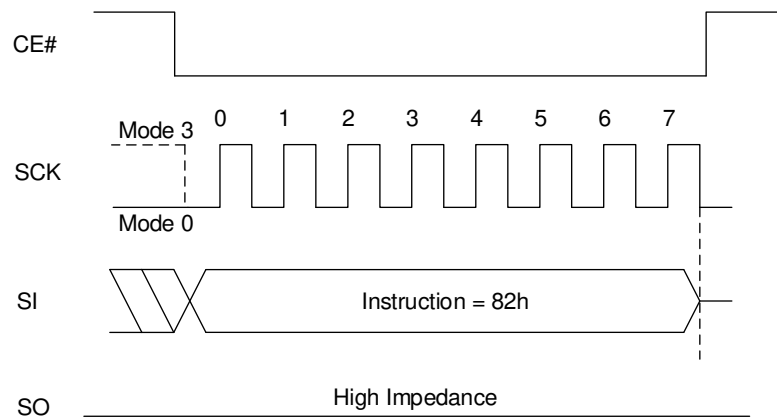 CE#
Mode 3
0 1 2 3 4 5 6 7
SCK
Mode 0
SI
Instruction = 82h
SO
High Impedance